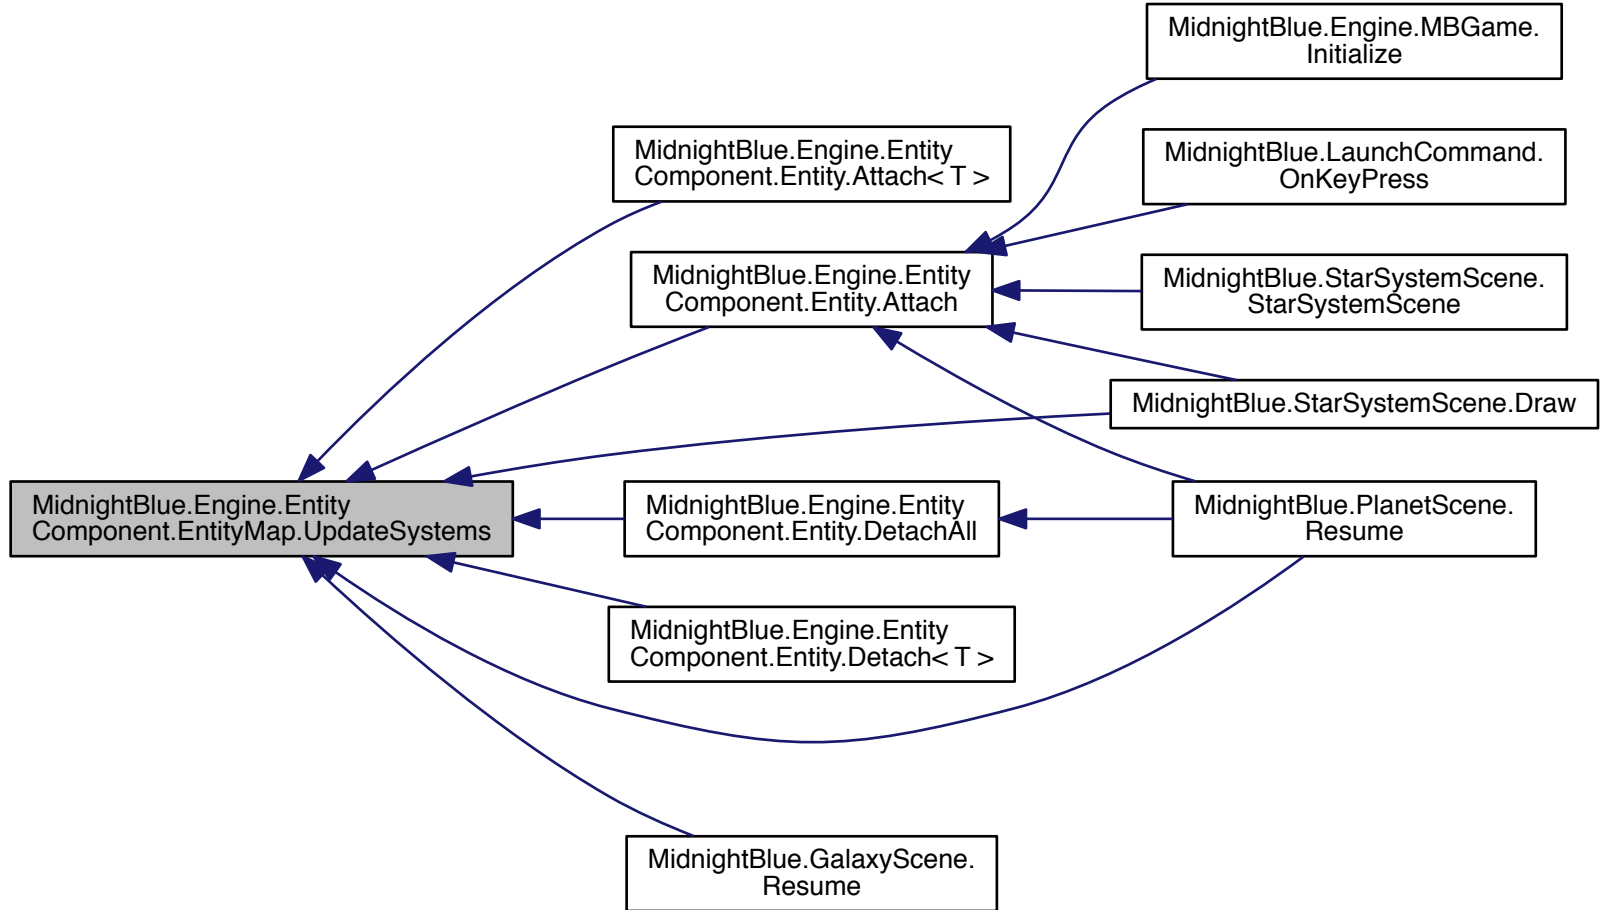 MidnightBlue.Engine.MBGame.
Initialize
MidnightBlue.Engine.Entity
Component.Entity.Attach< T >
MidnightBlue.LaunchCommand.
OnKeyPress
MidnightBlue.Engine.Entity
Component.Entity.Attach
MidnightBlue.StarSystemScene.
StarSystemScene
MidnightBlue.StarSystemScene.Draw
MidnightBlue.Engine.Entity
Component.EntityMap.UpdateSystems
MidnightBlue.Engine.Entity
Component.Entity.DetachAll
MidnightBlue.PlanetScene.
Resume
MidnightBlue.Engine.Entity
Component.Entity.Detach< T >
MidnightBlue.GalaxyScene.
Resume